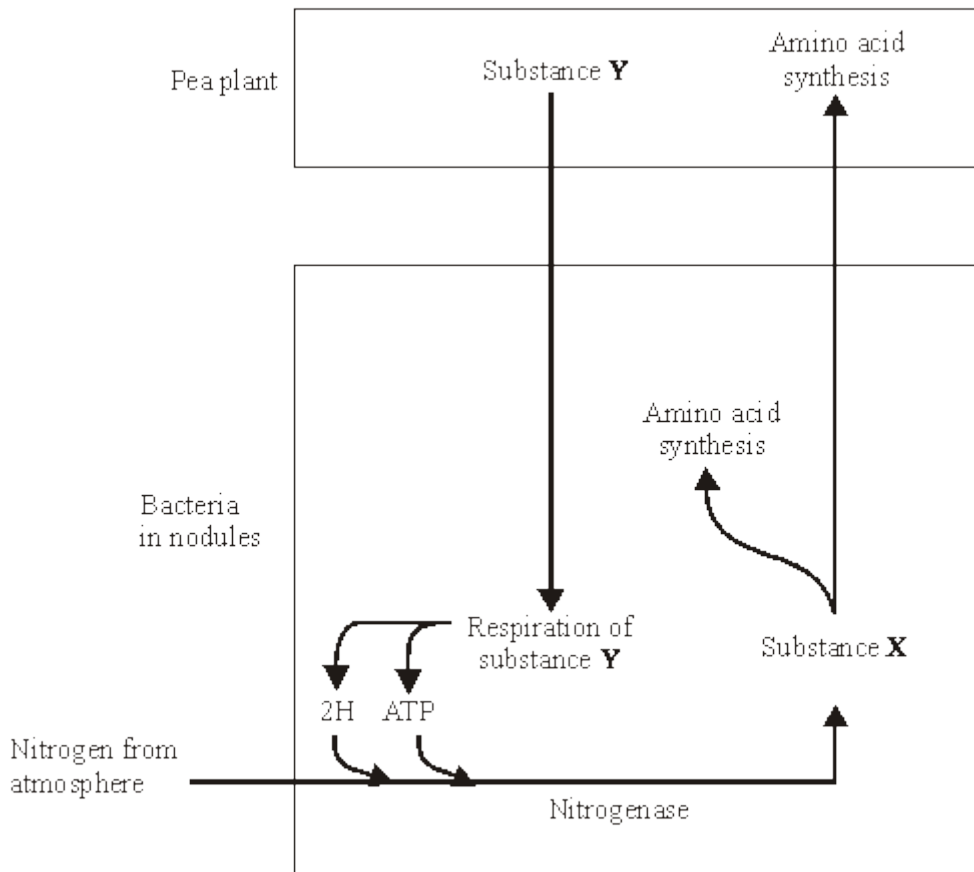 Pea plant
Substance Y
Amino acid
synthesis
Amino acid
synthesis
Bacteria
in nodules
Respiration of
substance Y
Substance X
2H
ATP
Nitrogen from
atmosphere
Nitrogenase